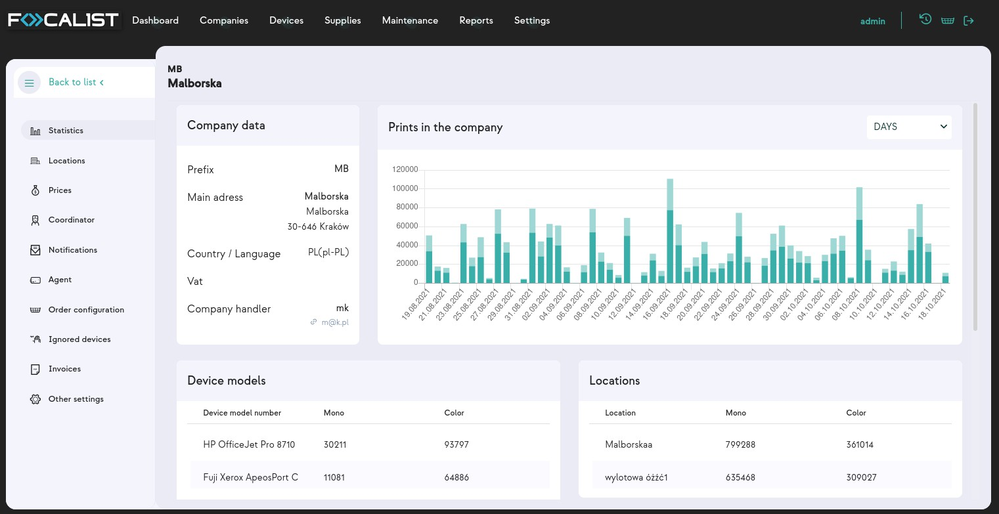 FOCALIST Dashboard Companies Devices Supplies Maintenance Reports Settings admin
Back to list
Statistics
Locations
Prices
Coordinator
Notifications
Agent
Order configuration
Ignored devices
Invoices
Other settings
MB
Malborska
Company data
Prefix MB
Main adress Malborska
Malborska
30-646 Kraków
Country / Language PL(pl-PL)
Vat
Company handler mk
m@k.pl
Prints in the company DAYS
120000
100000
80000
60000
40000
20000
0
19.08.2021 21.08.2021 23.08.2021 25.08.2021 27.08.2021 29.08.2021 31.08.2021 02.09.2021 04.09.2021 06.09.2021 08.09.2021 10.09.2021 12.09.2021 14.09.2021 16.09.2021 18.09.2021 20.09.2021 22.09.2021 24.09.2021 26.09.2021 28.09.2021 30.09.2021 02.10.2021 04.10.2021 06.10.2021 08.10.2021 10.10.2021 12.10.2021 14.10.2021 16.10.2021 18.10.2021
Device models
Device model number Mono Color
HP OfficeJet Pro 8710 30211 93797
Fuji Xerox ApeosPort C 11081 64886
Locations
Location Mono Color
Malborskaa 799288 361014
wylotowa óżźć1 635468 309027